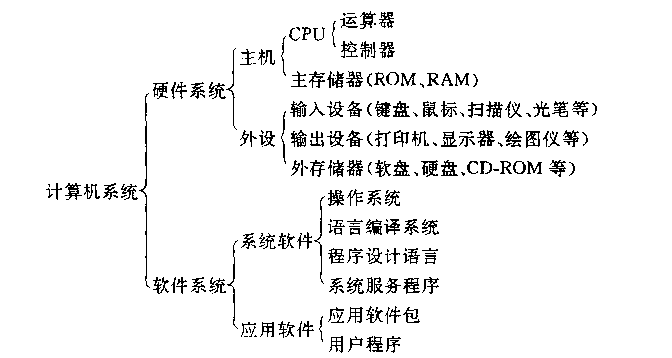 运算器
CPU
控制器
主机
主存储器(ROM、RAM)
硬件系统
输入设备(键盘、鼠标、扫描仪、光笔等)
外设
输出设备(打印机、显示器、绘图仪等)
外存储器(软盘、硬盘、CD-ROM 等)
计算机系统
操作系统
语言编译系统
系统软件
程序设计语言
系统服务程序
软件系统
应用软件包
应用软件
用户程序